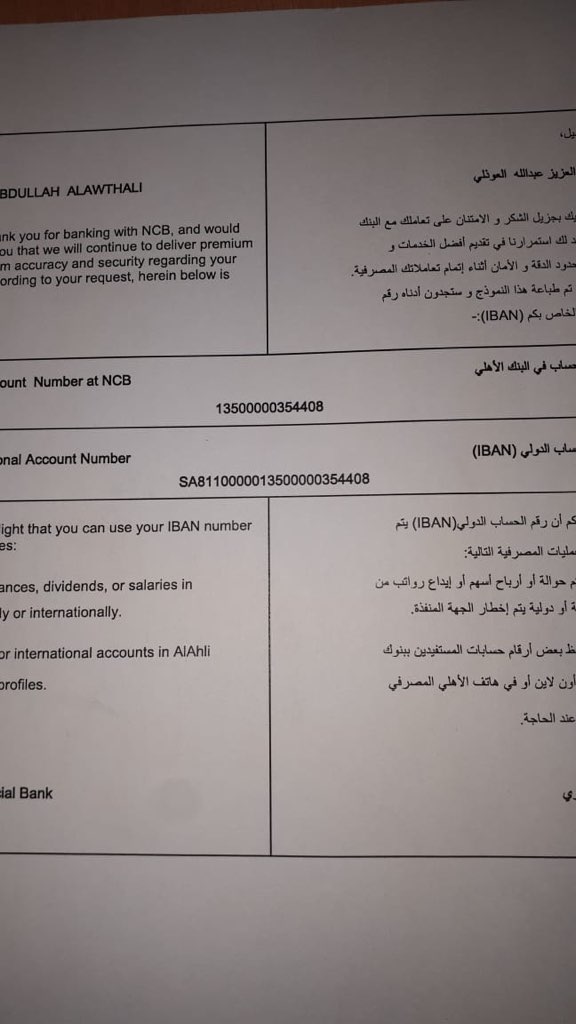 BDULLAH ALAWTHALI
nk you for banking with NCB, and would
ou that we will continue to deliver premium
m accuracy and security regarding your
ording to your request, herein below is
يل،
العزيز عبدالله العوثلي
يك بجزيل الشكر و الامتنان على تعاملك مع البنك
د لك استمرارنا في تقديم أفضل الخدمات و
حدود الدقة و الأمان أثناء إتمام تعاملاتك المصرفية.
تم طباعة هذا النموذج و ستجدون أدناه رقم
لخاص بكم (IBAN):-
ount Number at NCB
حساب في البنك الأهلي
13500000354408
onal Account Number
ساب الدولي (IBAN)
SA8110000013500000354408
ight that you can use your IBAN number
es:
ances, dividends, or salaries in
ly or internationally.
or international accounts in AlAhli
profiles.
كم أن رقم الحساب الدولي(IBAN) يتم
عمليات المصرفية التالية:
م حوالة أو أرباح أسهم أو إيداع رواتب من
ة أو دولية يتم إخطار الجهة المنفذة.
ظ بعض أرقام حسابات المستفيدين ببنوك
أون لاين أو في هاتف الأهلي المصرفي
عند الحاجة.
cial Bank
ري